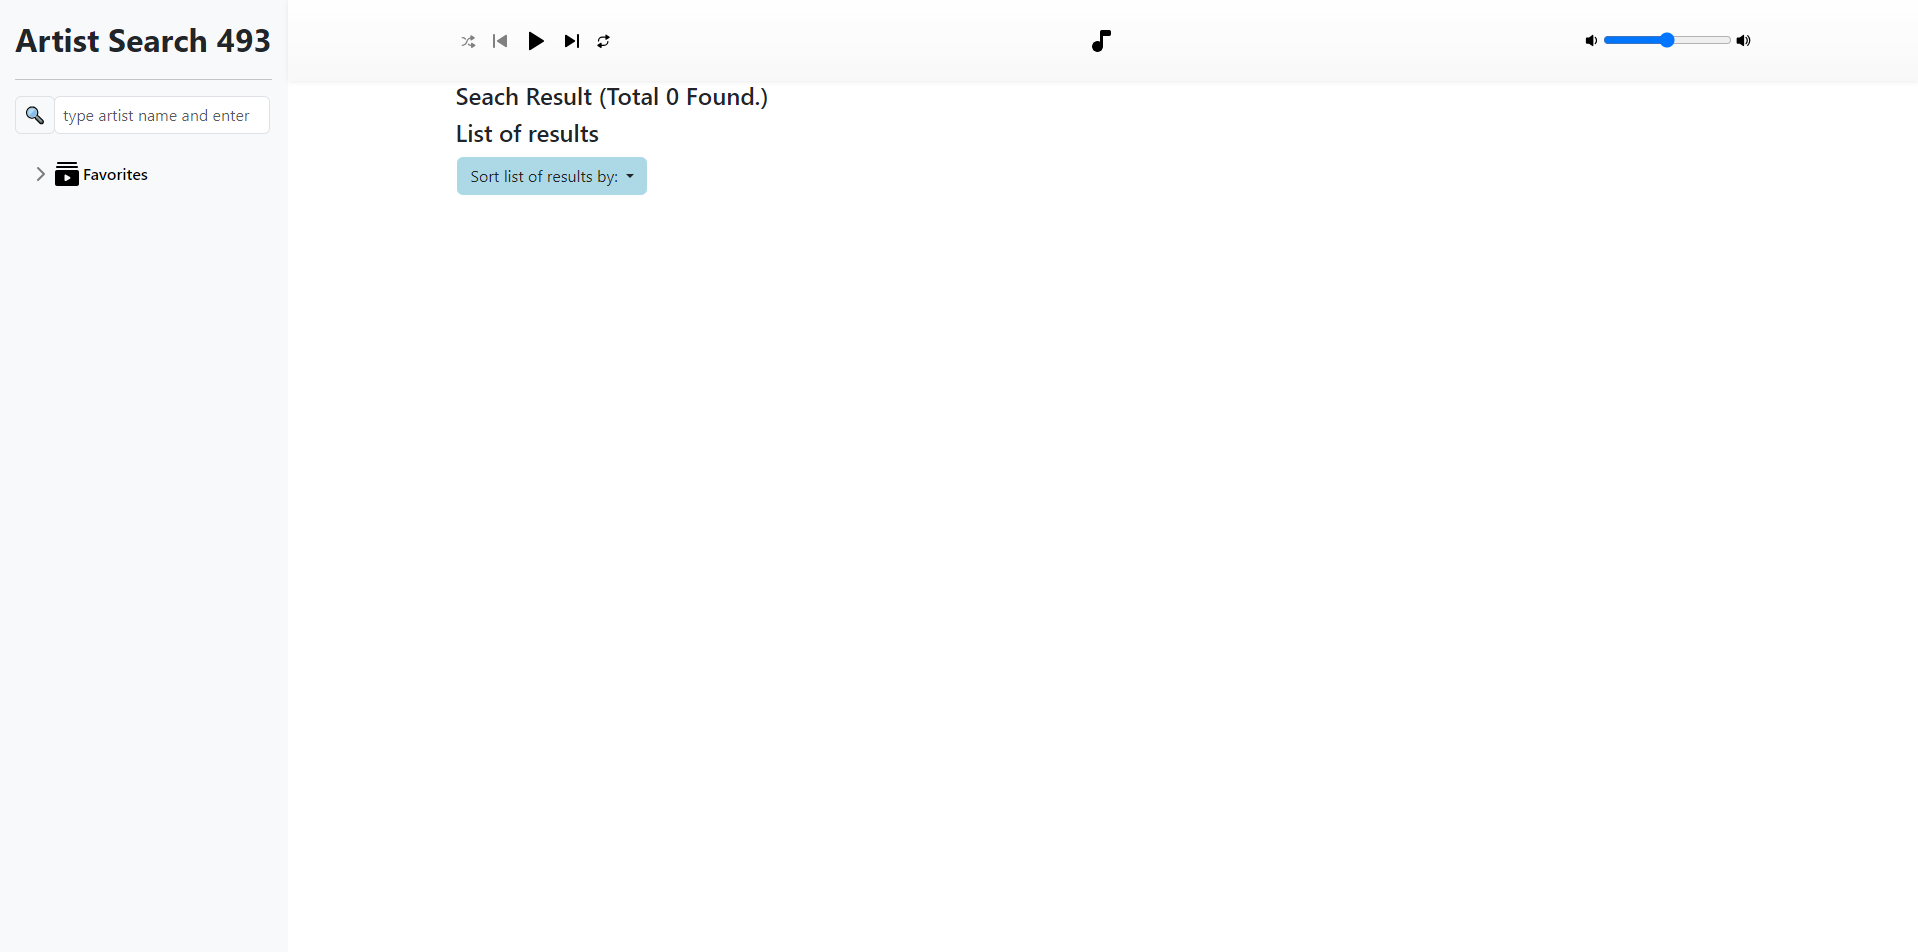 Artist Search 493
type artist name and enter
Favorites
Seach Result (Total 0 Found.)
List of results
Sort list of results by: